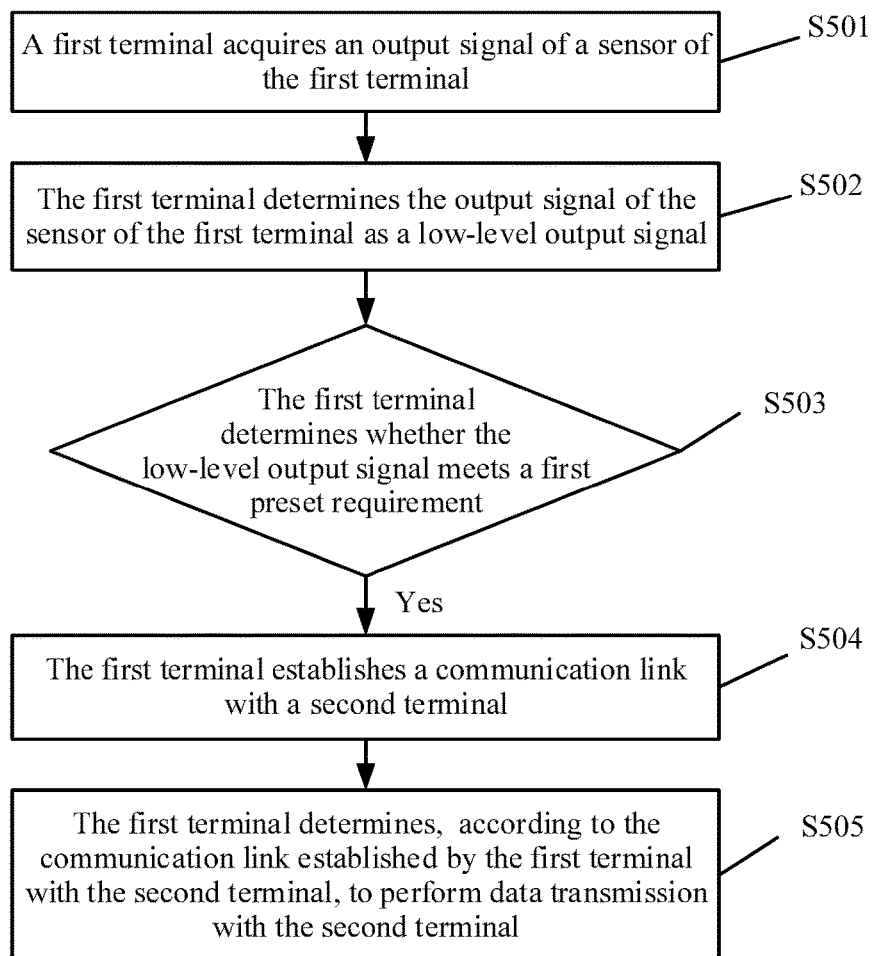 A first terminal acquires an output signal of a sensor of
the first terminal
S501
The first terminal determines the output signal of the
sensor of the first terminal as a low-level output signal
S502
The first terminal
determines whether the
low-level output signal meets a first
preset requirement
S503
Yes
The first terminal establishes a communication link
with a second terminal
S504
The first terminal determines, according to the
communication link established by the first terminal
with the second terminal, to perform data transmission
with the second terminal
S505